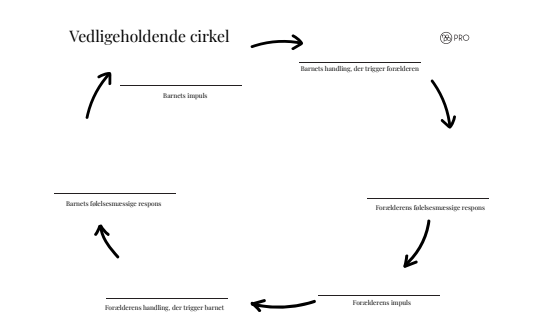 Vedligeholdende cirkel
PRO
Barnets handling, der trigger forælderen
Barnets impuls
Barnets følelsesmæssige respons
Forælderens følelsesmæssige respons
Forælderens impuls
Forælderens handling, der trigger barnet